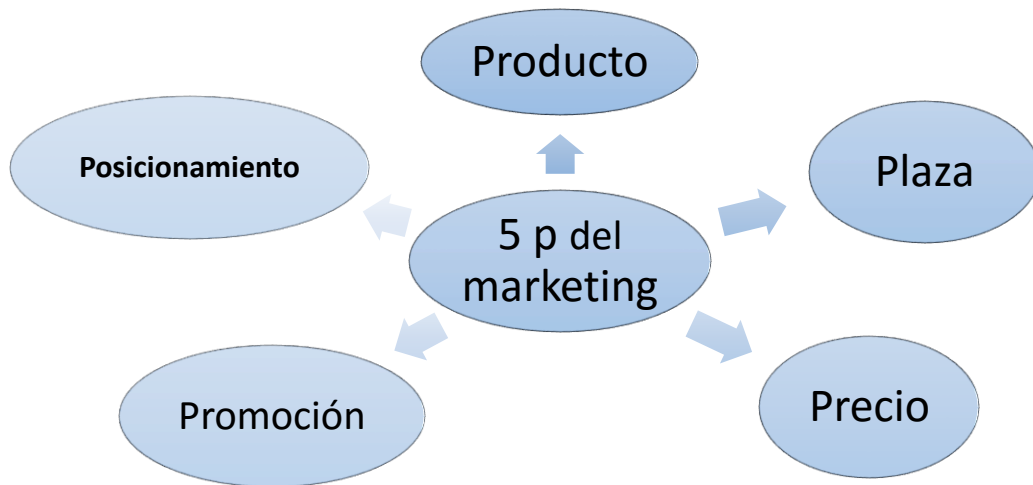 Producto
Posicionamiento
Plaza
5 p del
marketing
Promoción
Precio